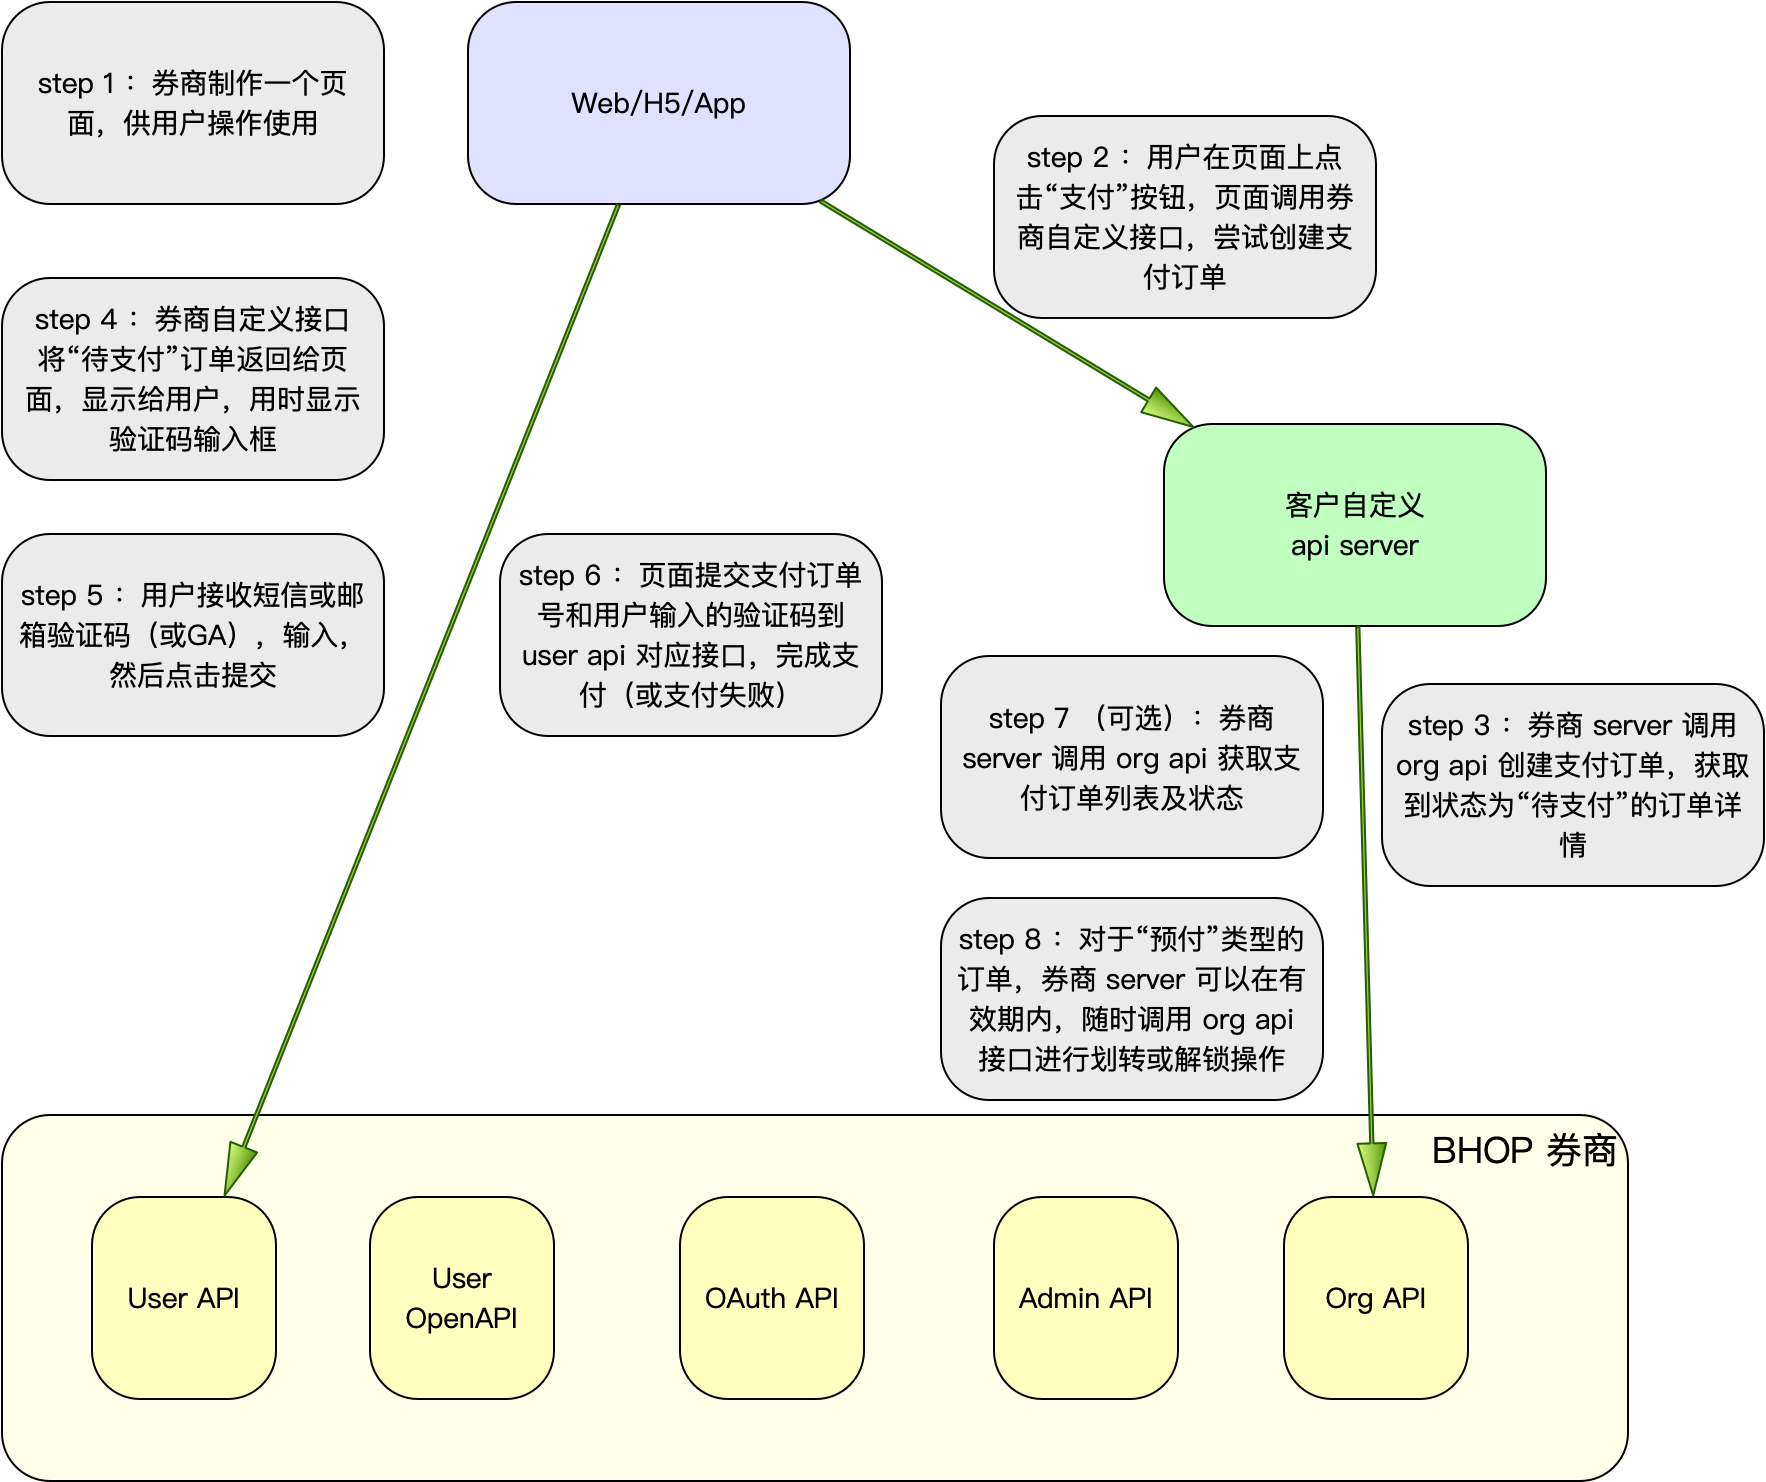 step 1：券商制作一个页
面，供用户操作使用
Web/H5/App
step 2：用户在页面上点
击“支付”按钮，页面调用券
商自定义接口，尝试创建支
付订单
step 4：券商自定义接口
将“待支付”订单返回给页
面，显示给用户，用时显示
验证码输入框
客户自定义
api server
step 5：用户接收短信或邮
箱验证码（或GA），输入，
然后点击提交
step 6：页面提交支付订单
号和用户输入的验证码到
user api 对应接口，完成支
付（或支付失败）
step 7 （可选）：券商
server 调用 org api 获取支
付订单列表及状态
step 3：券商 server 调用
org api 创建支付订单，获取
到状态为“待支付”的订单详
情
step 8：对于“预付”类型的
订单，券商 server 可以在有
效期内，随时调用 org api
接口进行划转或解锁操作
BHOP 券商
User API
User
OpenAPI
OAuth API
Admin API
Org API